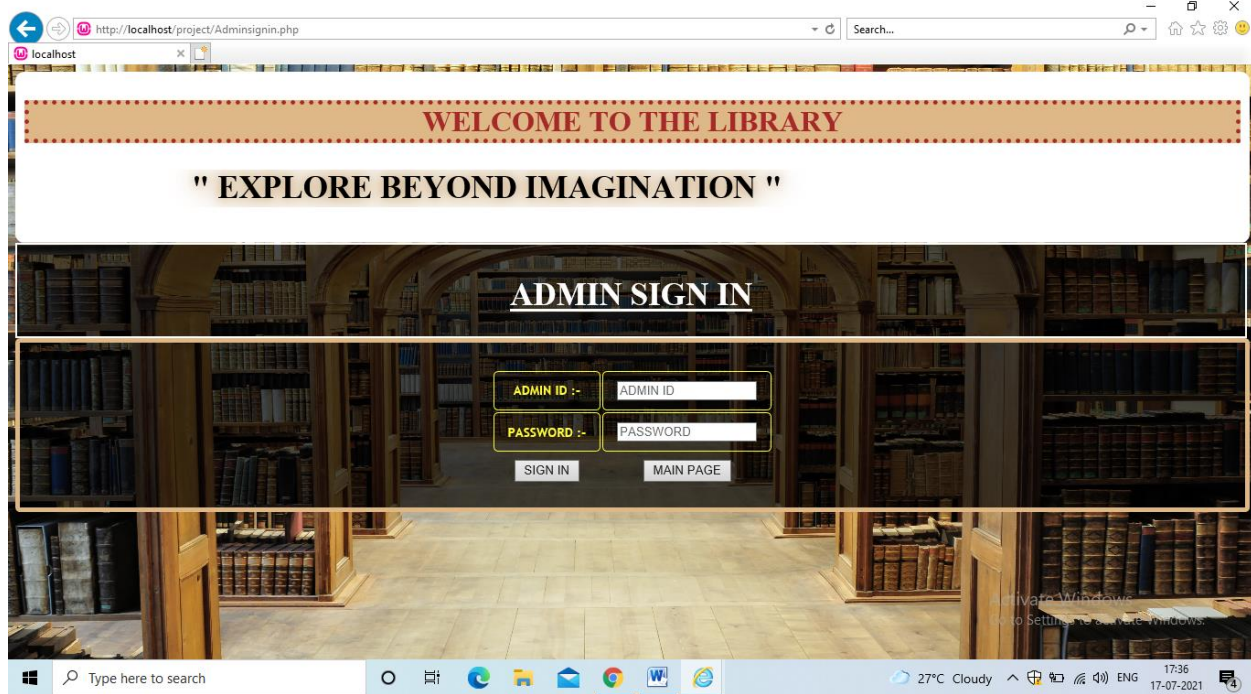 http://localhost/project/Adminsignin.php
Search...
localhost
WELCOME TO THE LIBRARY
" EXPLORE BEYOND IMAGINATION "
ADMIN SIGN IN
ADMIN ID :- ADMIN ID
PASSWORD :- PASSWORD
SIGN IN MAIN PAGE
Activate Windows
Go to Settings to activate Windows.
Type here to search
27°C Cloudy
ENG
17:36
17-07-2021
4